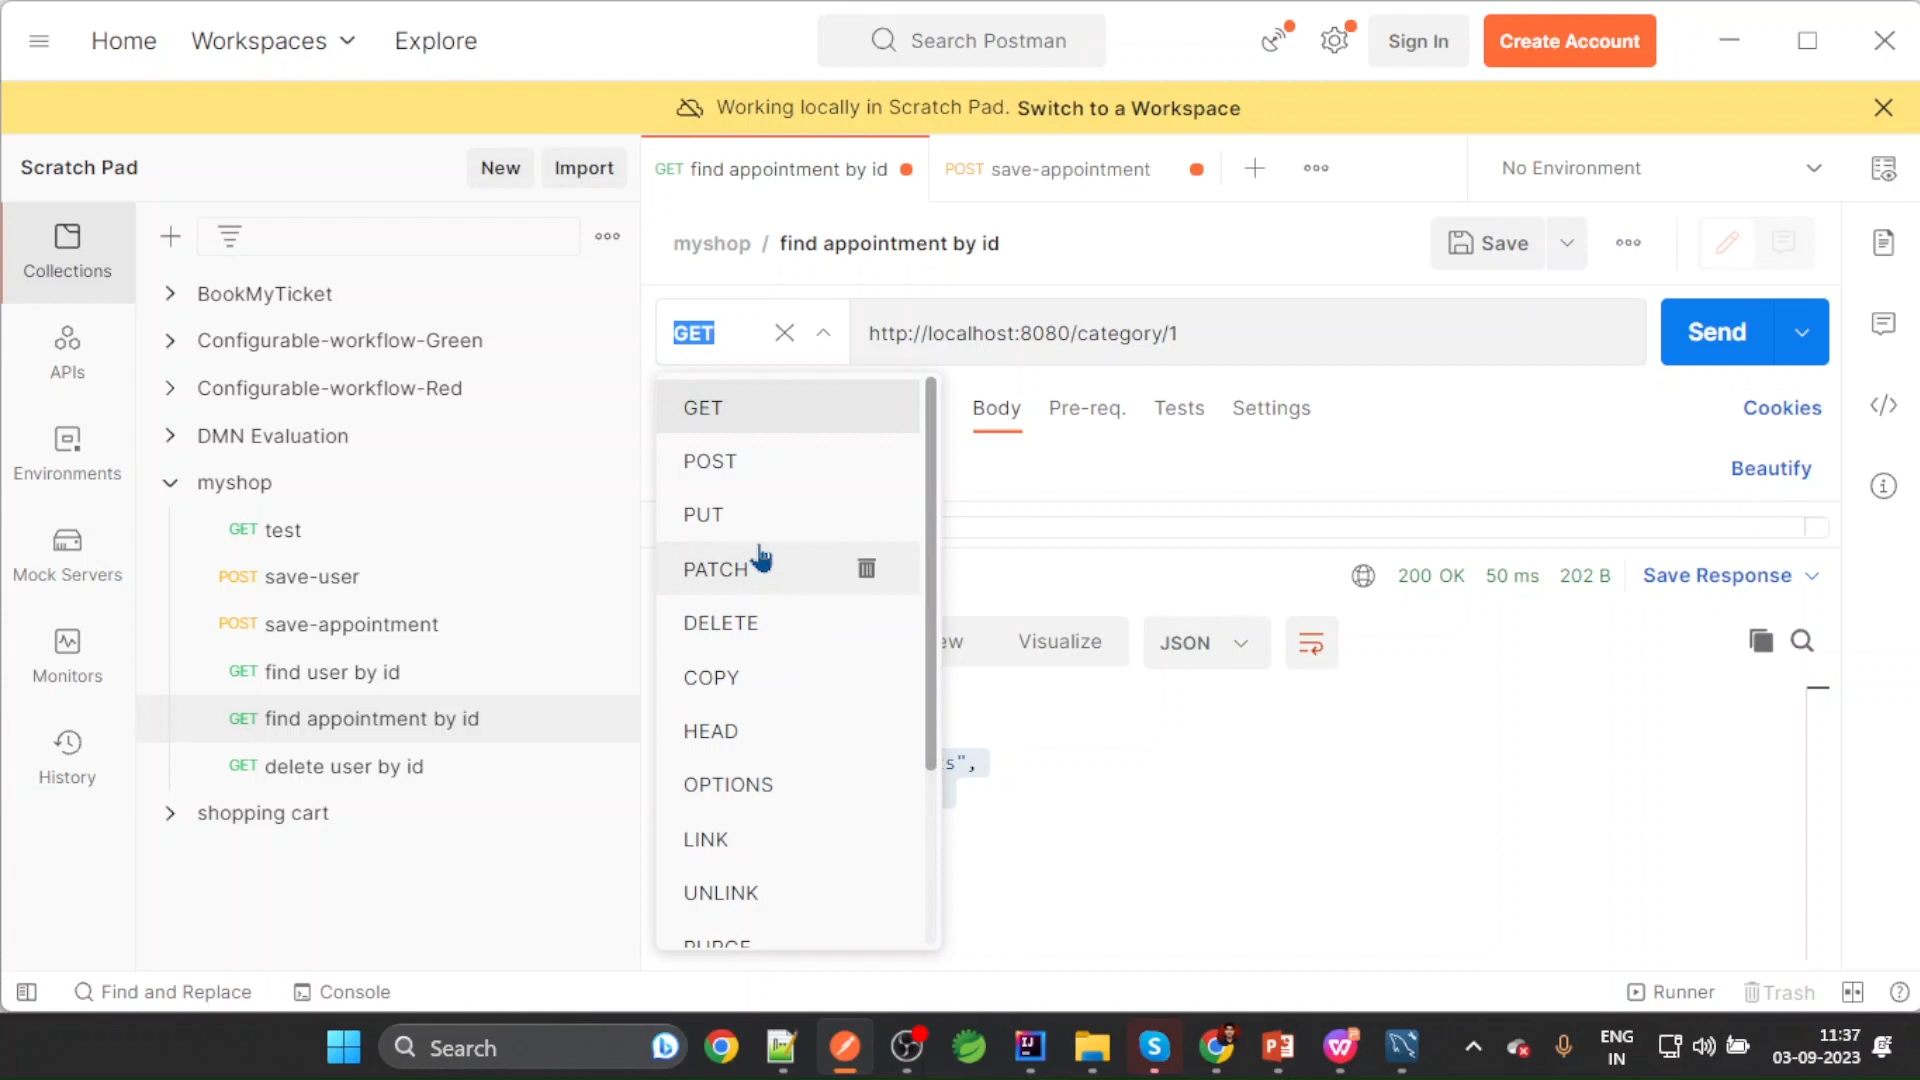 Home Workspaces Explore Search Postman Sign In Create Account
Working locally in Scratch Pad. Switch to a Workspace
Scratch Pad New Import GET find appointment by id POST save-appointment No Environment
myshop / find appointment by id Save
Collections
BookMyTicket
Configurable-workflow-Green
Configurable-workflow-Red
DMN Evaluation
myshop
GET test
POST save-user
POST save-appointment
GET find user by id
GET find appointment by id
GET delete user by id
shopping cart
APIs
Environments
Mock Servers
Monitors
History
GET http://localhost:8080/category/1 Send
GET
POST
PUT
PATCH
DELETE
COPY
HEAD
OPTIONS
LINK
UNLINK
Body Pre-req. Tests Settings Cookies
Beautify
200 OK 50 ms 202 B Save Response
ew Visualize JSON
s",
Find and Replace Console Runner Trash
Search ENG 11:37
IN 03-09-2023